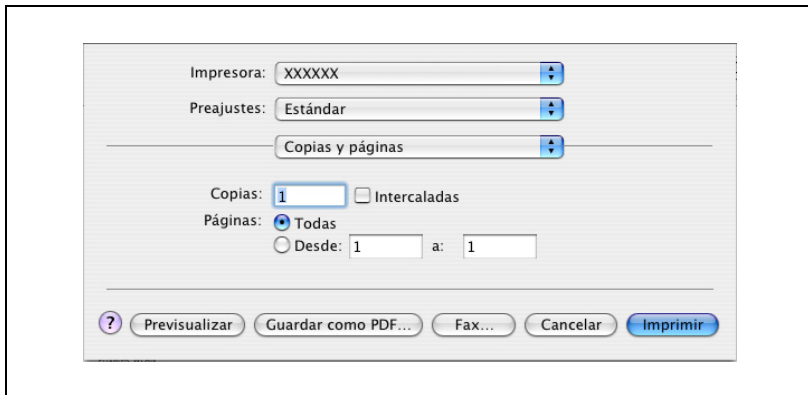 Impresora: XXXXXX
Preajustes: Estándar
Copias y páginas
Copias: 1 Intercaladas
Páginas: Todas
Desde: 1 a: 1
? Previsualizar Guardar como PDF... Fax... Cancelar Imprimir